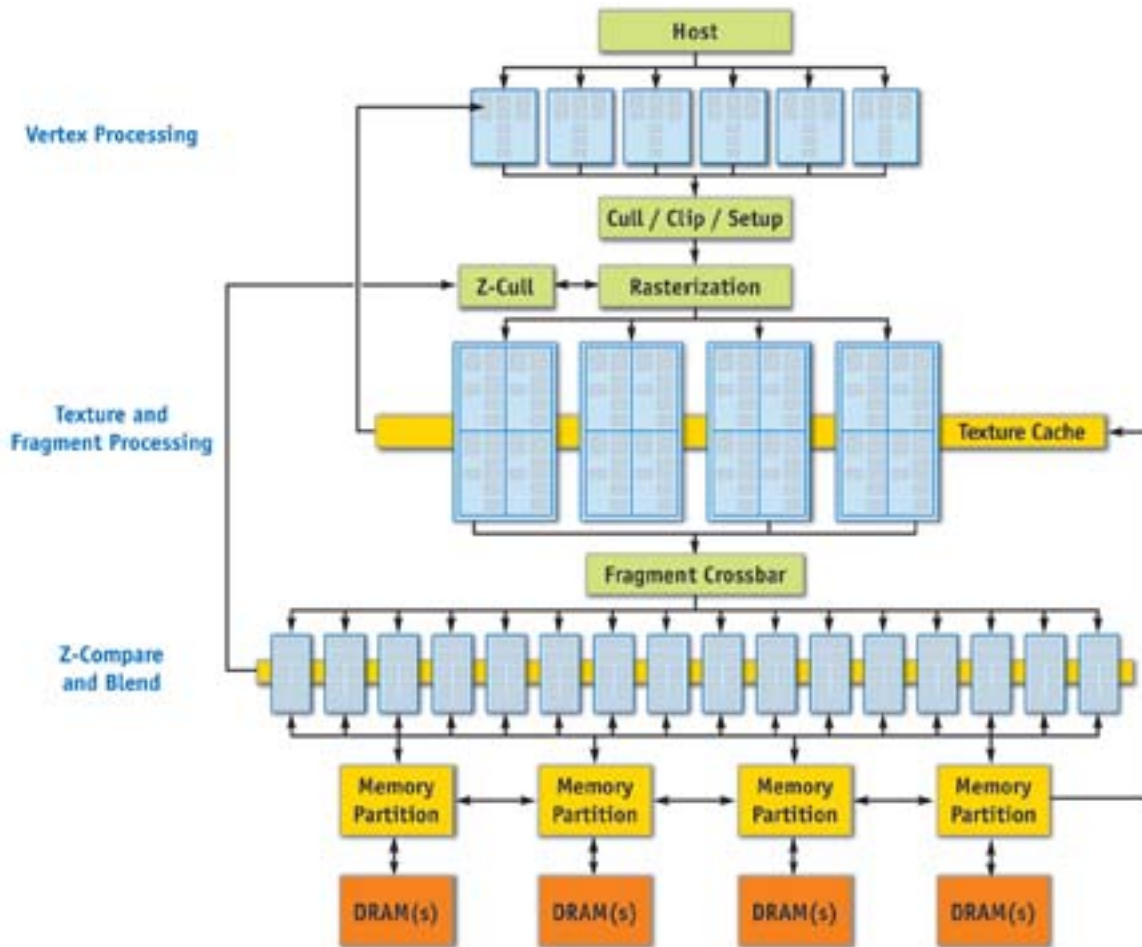 Host
Vertex Processing
Cull / Clip / Setup
Z-Cull
Rasterization
Texture and
Fragment Processing
Texture Cache
Fragment Crossbar
Z-Compare
and Blend
Memory
Partition
Memory
Partition
Memory
Partition
Memory
Partition
DRAM(s)
DRAM(s)
DRAM(s)
DRAM(s)